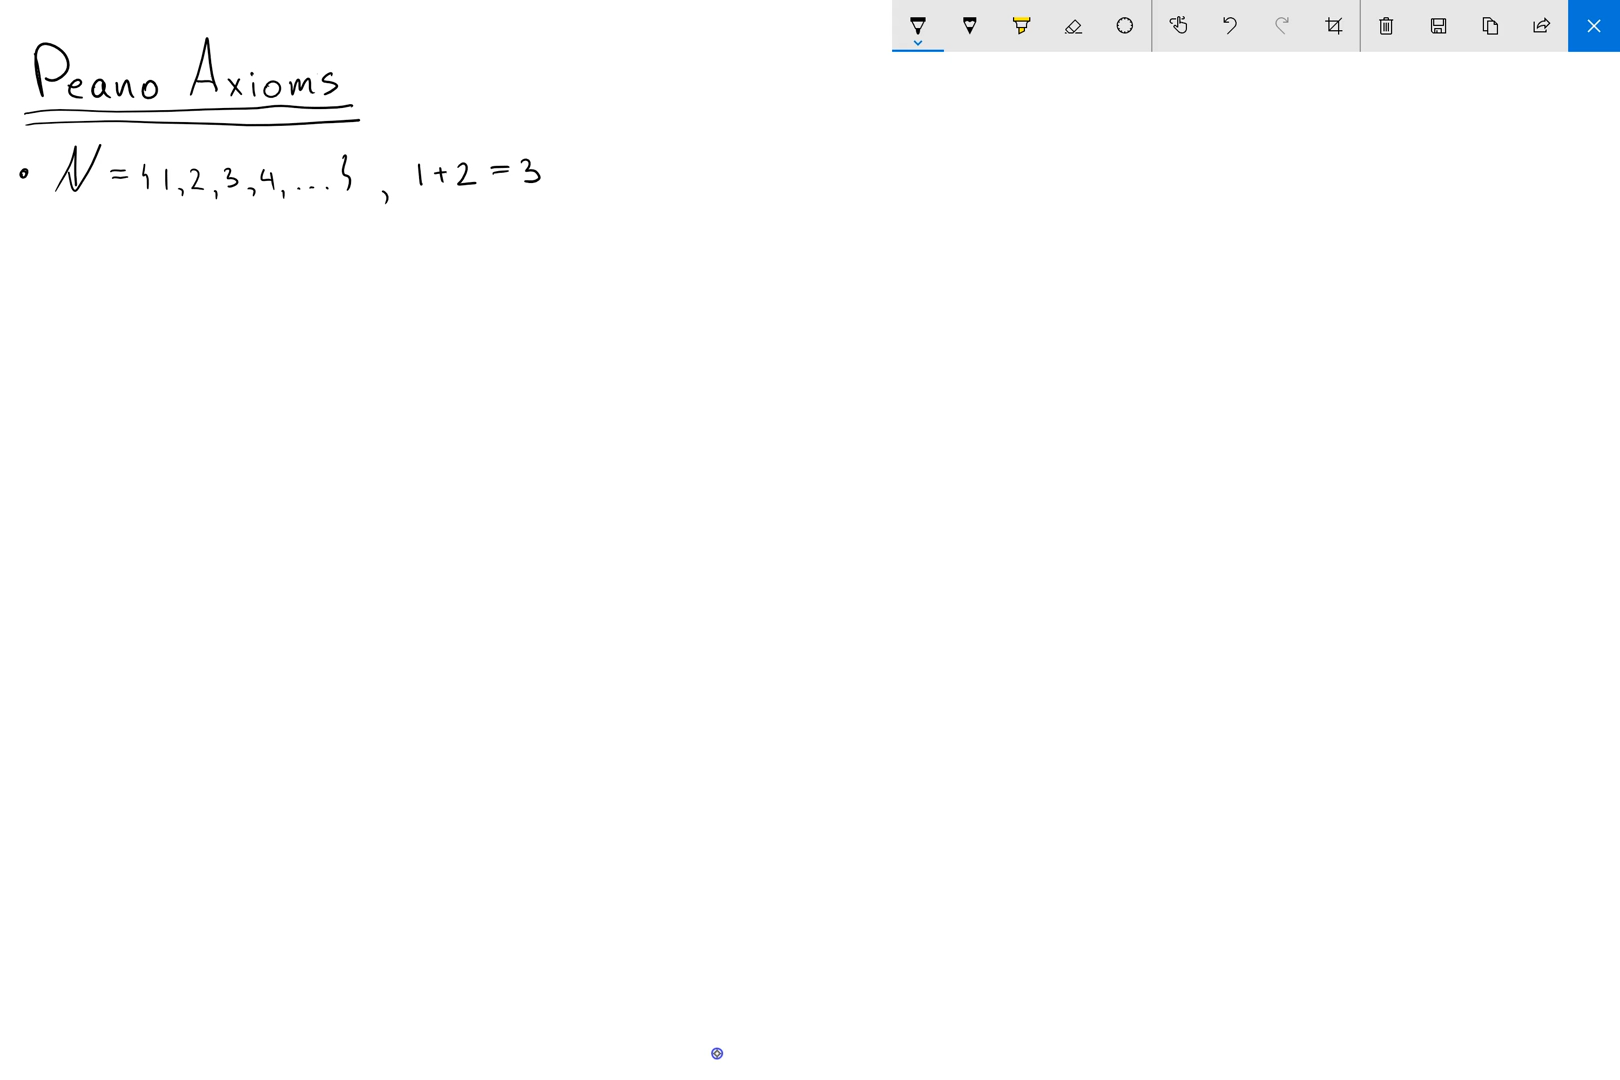 Peano Axioms
• ℕ = {1,2,3,4,...}, 1+2 = 3